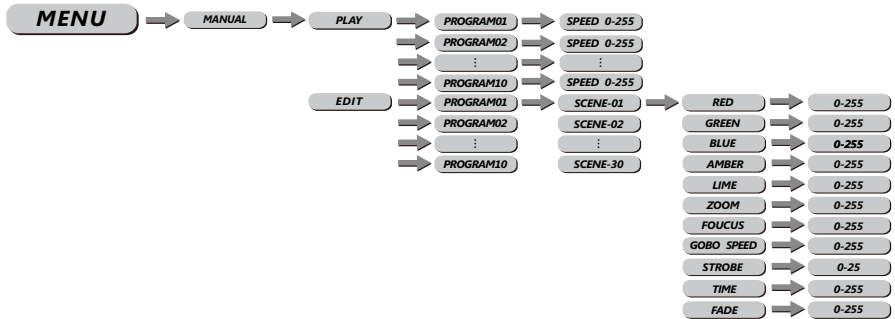 MENU MANUAL PLAY PROGRAM01 SPEED 0-255
PROGRAM02 SPEED 0-255
⋮ ⋮
PROGRAM10 SPEED 0-255
EDIT PROGRAM01 SCENE-01 RED 0-255
PROGRAM02 SCENE-02 GREEN 0-255
⋮ ⋮ BLUE 0-255
PROGRAM10 SCENE-30 AMBER 0-255
LIME 0-255
ZOOM 0-255
FOUCUS 0-255
GOBO SPEED 0-255
STROBE 0-25
TIME 0-255
FADE 0-255